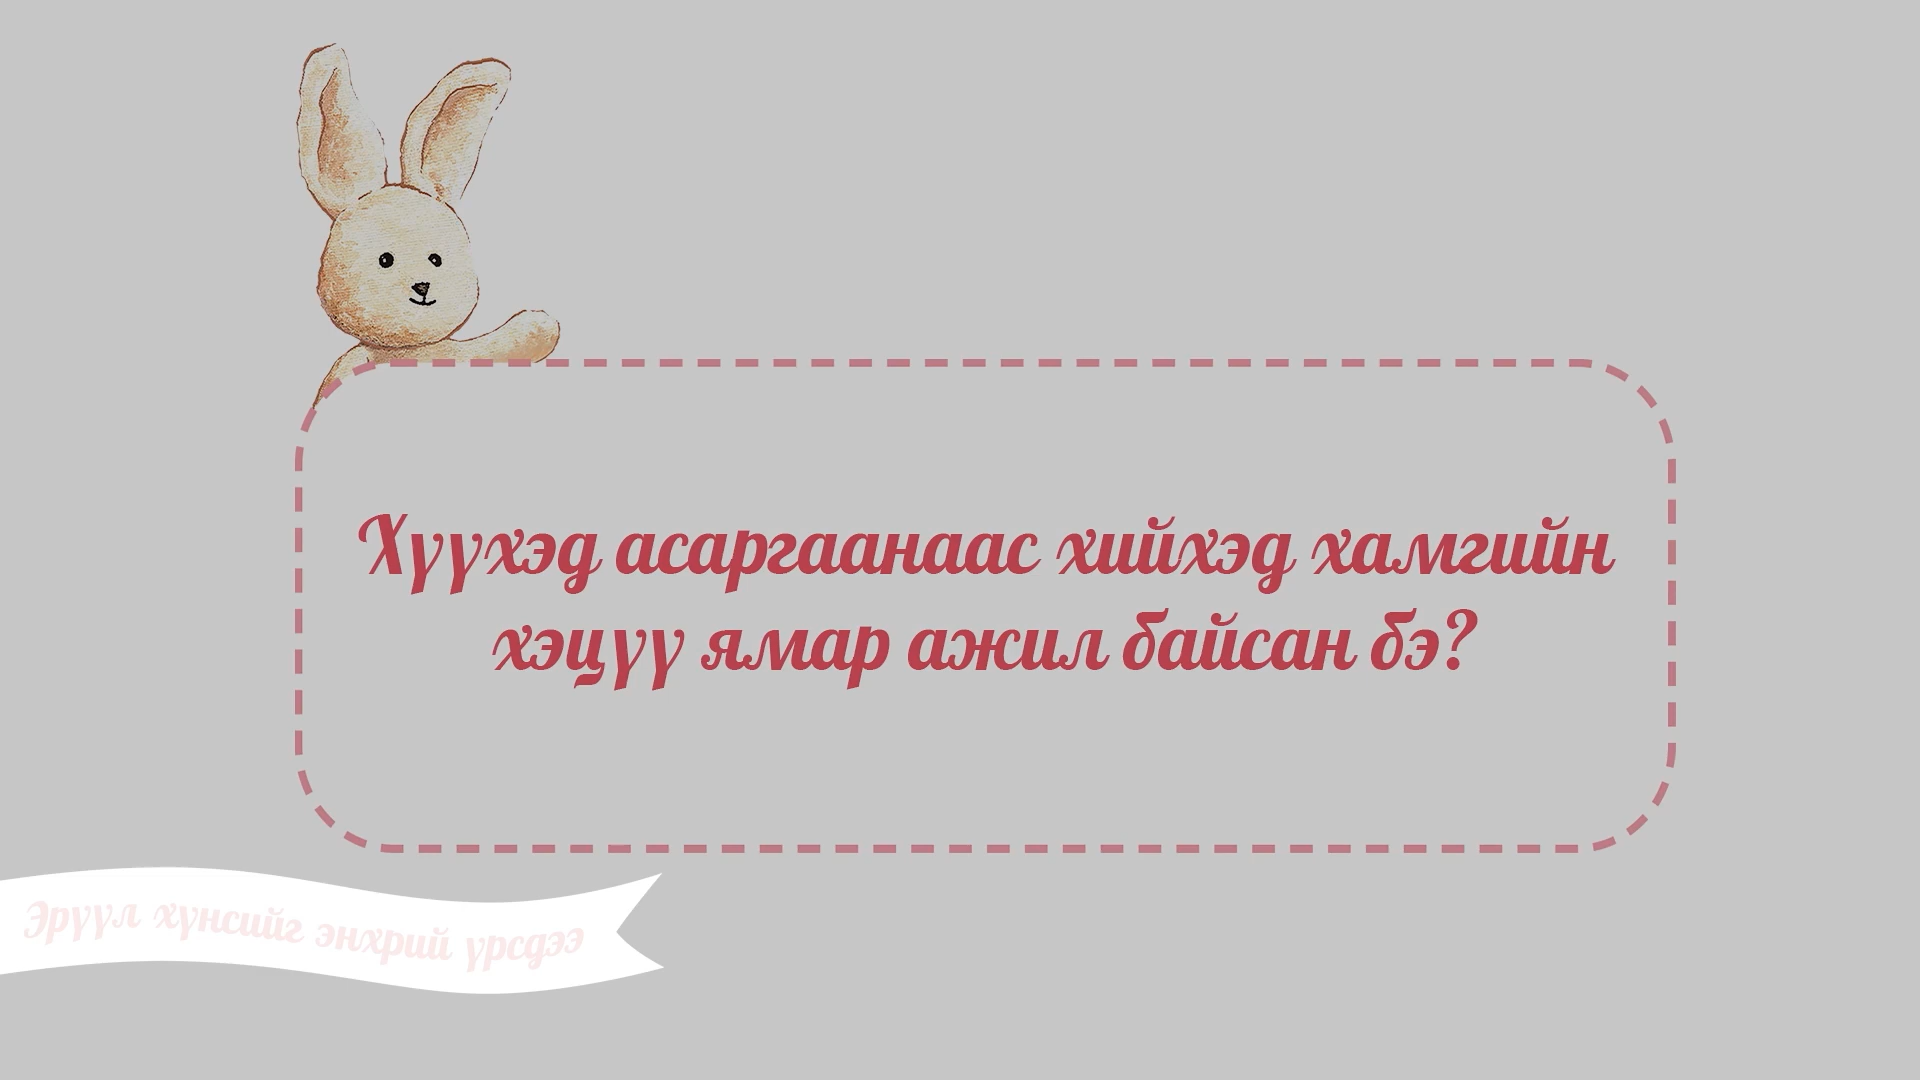 Хүүхэд асаргаанаас хийхэд хамгийн
хэцүү ямар ажил байсан бэ?
Эрүүл хүнсийг энхрий үрсдээ